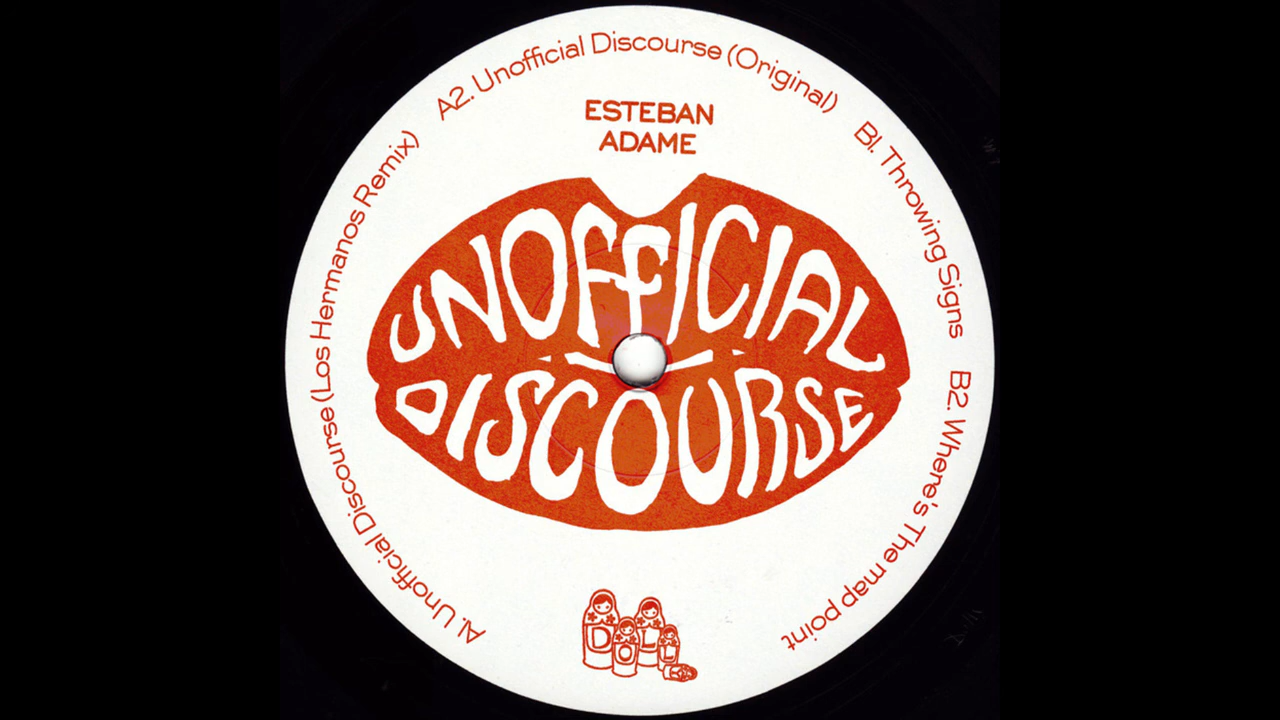 A1. Unofficial Discourse (Los Hermanos Remix)
A2. Unofficial Discourse (Original)
B1. Throwing Signs
B2. Where's The map point
ESTEBAN
ADAME
UNOFFICIAL
DISCOURSE
DOLL